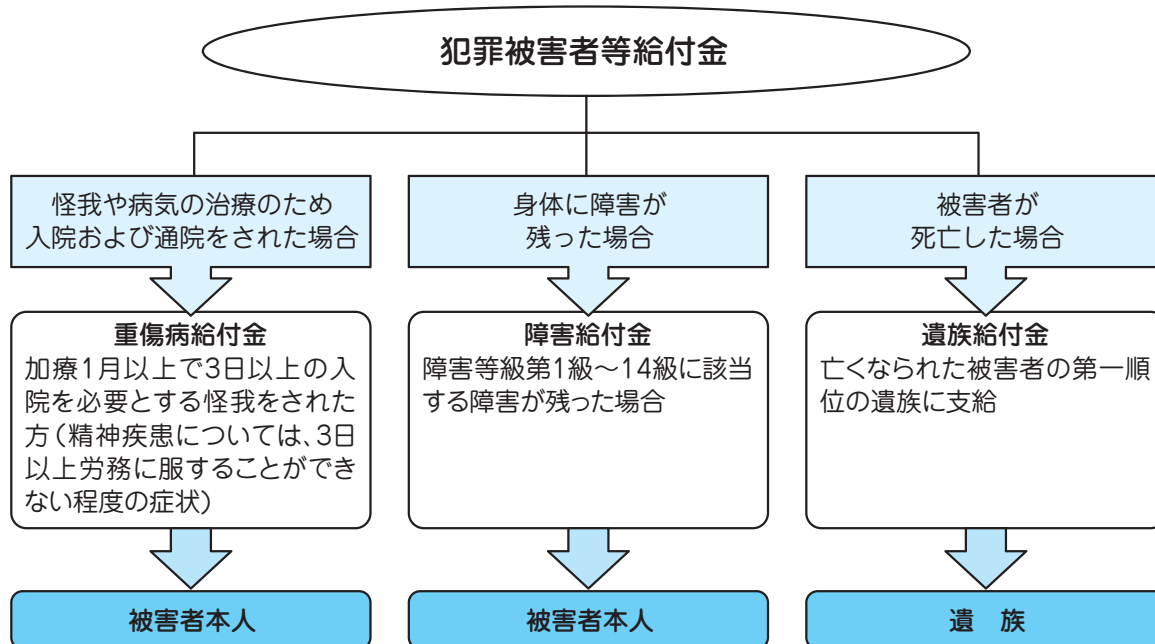 犯罪被害者等給付金
怪我や病気の治療のため
入院および通院をされた場合
身体に障害が
残った場合
被害者が
死亡した場合
重傷病給付金
加療1月以上で3日以上の入
院を必要とする怪我をされた
方(精神疾患については、3日
以上労務に服することができ
ない程度の症状)
障害給付金
障害等級第1級～14級に該当
する障害が残った場合
遺族給付金
亡くなられた被害者の第一順
位の遺族に支給
被害者本人
被害者本人
遺　族